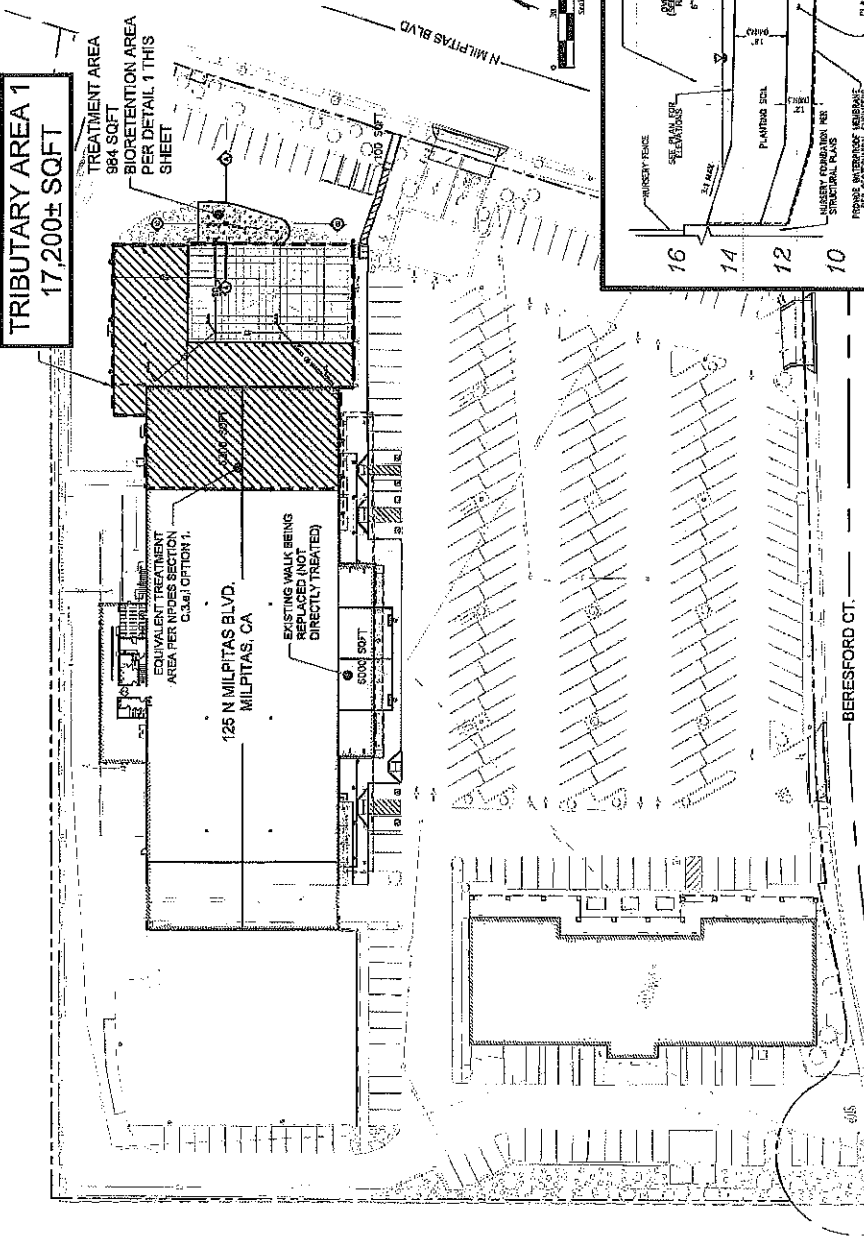 TRIBUTARY AREA 1
17,200± SQFT
TREATMENT AREA
984 SQFT
BIORETENTION AREA
PER DETAIL 1 THIS
SHEET
N MILPITAS BLVD
100 SQFT
EQUIVALENT TREATMENT
AREA PER NPDES SECTION
OPTION 1.
SQFT
125 N MILPITAS BLVD.
MILPITAS, CA
EXISTING WALK BEING
REPLACED (NOT
DIRECTLY TREATED)
6000 SQFT
BERESFORD CT.
NURSERY FENCE
SEE PLAN FOR
ELEVATIONS
PLANTING SOIL
18"
NURSERY FOUNDATION PER
STRUCTURAL PLANS
16
14
12
10